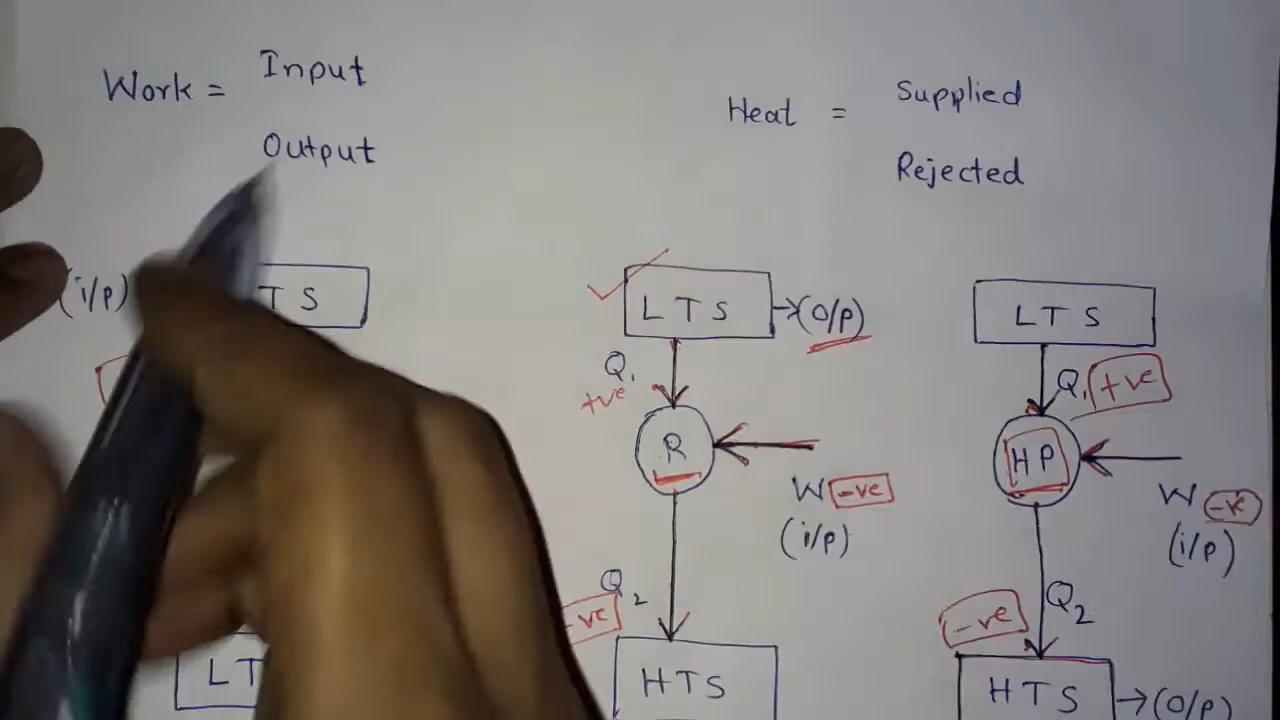 Work = Input
Output
Heat = Supplied
Rejected
(i/p)
TS
LTS → (O/p)
LTS
Q1
+ve
Q1 +ve
R
HP
W -ve
(i/p)
W -ve
(i/p)
Q2
-ve
Q2
-ve
LT
HTS
HTS → (O/p)